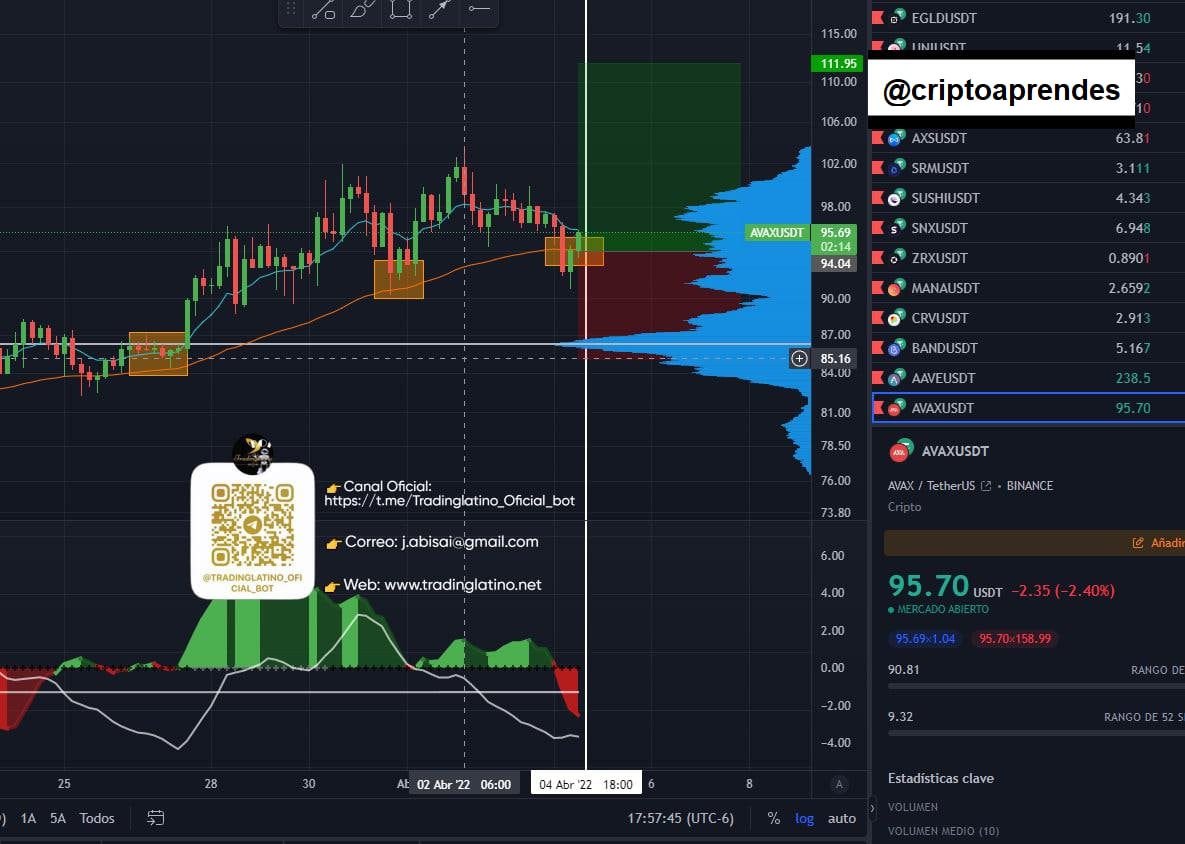 115.00
111.95
110.00
106.00
102.00
98.00
AVAXUSDT 95.69
02:14
94.04
90.00
87.00
85.16
84.00
81.00
78.50
76.00
73.80
6.00
4.00
2.00
0.00
−2.00
−4.00
Canal Oficial:
https://t.me/Tradinglatino_Oficial_bot
Correo: j.abisai@gmail.com
Web: www.tradinglatino.net
@TRADINGLATINO_OFI
CIAL_BOT
25 28 30 02 Abr '22 06:00 04 Abr '22 18:00 6 8 A
1A 5A Todos 17:57:45 (UTC-6) % log auto
EGLDUSDT 191.30
UNIUSDT 11.54
@criptoaprendes
AXSUSDT 63.81
SRMUSDT 3.111
SUSHIUSDT 4.343
SNXUSDT 6.948
ZRXUSDT 0.8901
MANAUSDT 2.6592
CRVUSDT 2.913
BANDUSDT 5.167
AAVEUSDT 238.5
AVAXUSDT 95.70
AVAXUSDT
AVAX / TetherUS • BINANCE
Cripto
Añadir
95.70 USDT −2.35 (−2.40%)
MERCADO ABIERTO
95.69×1.04 95.70×158.99
90.81 RANGO DE
9.32 RANGO DE 52
Estadísticas clave
VOLUMEN
VOLUMEN MEDIO (10)